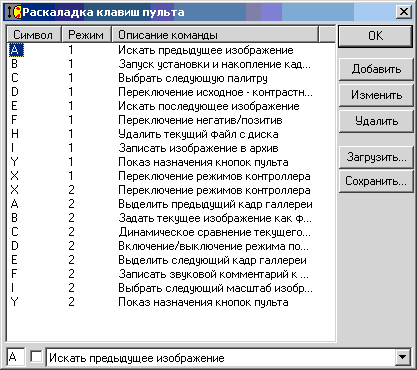 Раскаладка клавиш пульта
Символ Режим Описание команды
A 1 Искать предыдущее изображение
B 1 Запуск установки и накопление кад...
C 1 Выбрать следующую палитру
D 1 Переключение исходное - контрастн...
E 1 Искать последующее изображение
F 1 Переключение негатив/позитив
H 1 Удалить текущий файл с диска
I 1 Записать изображение в архив
Y 1 Показ назначения кнопок пульта
X 1 Переключение режимов контроллера
X 2 Переключение режимов контроллера
A 2 Выделить предыдущий кадр галлереи
B 2 Задать текущее изображение как ф...
C 2 Динамическое сравнение текущего...
D 2 Включение/выключение режима по...
E 2 Выделить следующий кадр галлереи
F 2 Записать звуковой комментарий к ...
I 2 Выбрать следующий масштаб изобр...
Y 2 Показ назначения кнопок пульта
OK
Добавить
Изменить
Удалить
Загрузить...
Сохранить...
A Искать предыдущее изображение